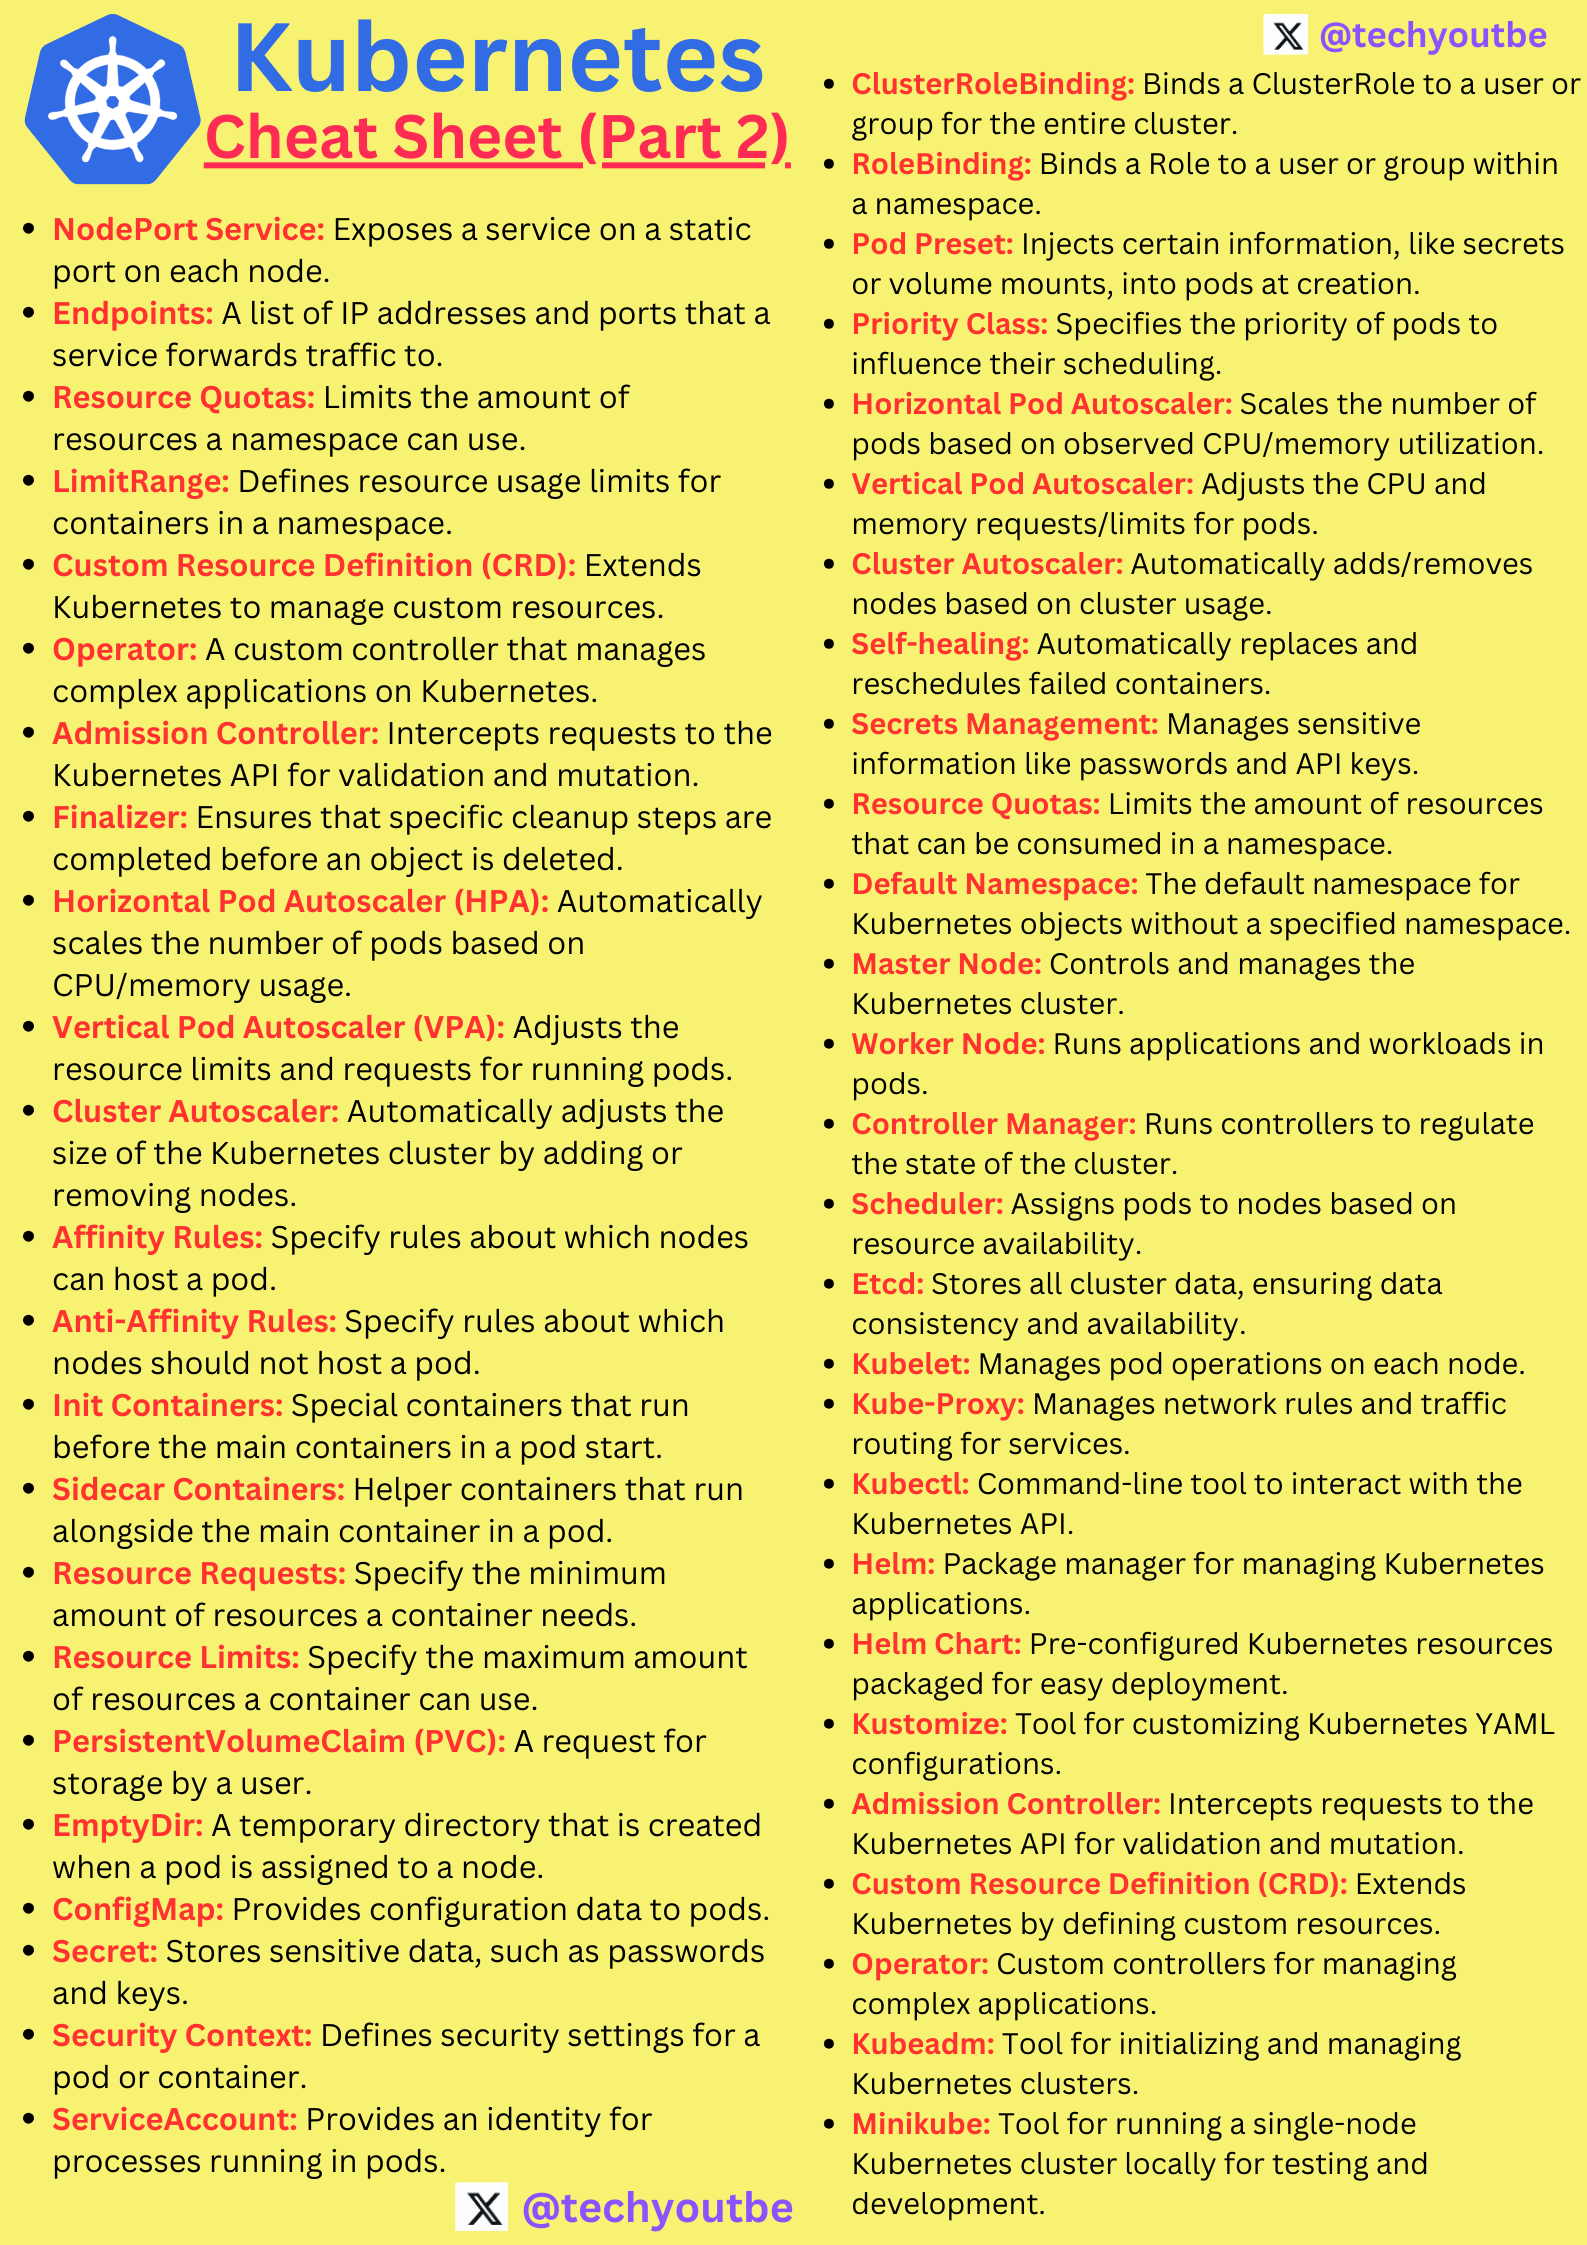 Kubernetes
Cheat Sheet (Part 2)
• NodePort Service: Exposes a service on a static
port on each node.
• Endpoints: A list of IP addresses and ports that a
service forwards traffic to.
• Resource Quotas: Limits the amount of
resources a namespace can use.
• LimitRange: Defines resource usage limits for
containers in a namespace.
• Custom Resource Definition (CRD): Extends
Kubernetes to manage custom resources.
• Operator: A custom controller that manages
complex applications on Kubernetes.
• Admission Controller: Intercepts requests to the
Kubernetes API for validation and mutation.
• Finalizer: Ensures that specific cleanup steps are
completed before an object is deleted.
• Horizontal Pod Autoscaler (HPA): Automatically
scales the number of pods based on
CPU/memory usage.
• Vertical Pod Autoscaler (VPA): Adjusts the
resource limits and requests for running pods.
• Cluster Autoscaler: Automatically adjusts the
size of the Kubernetes cluster by adding or
removing nodes.
• Affinity Rules: Specify rules about which nodes
can host a pod.
• Anti-Affinity Rules: Specify rules about which
nodes should not host a pod.
• Init Containers: Special containers that run
before the main containers in a pod start.
• Sidecar Containers: Helper containers that run
alongside the main container in a pod.
• Resource Requests: Specify the minimum
amount of resources a container needs.
• Resource Limits: Specify the maximum amount
of resources a container can use.
• PersistentVolumeClaim (PVC): A request for
storage by a user.
• EmptyDir: A temporary directory that is created
when a pod is assigned to a node.
• ConfigMap: Provides configuration data to pods.
• Secret: Stores sensitive data, such as passwords
and keys.
• Security Context: Defines security settings for a
pod or container.
• ServiceAccount: Provides an identity for
processes running in pods.
X @techyoutbe
X @techyoutbe
• ClusterRoleBinding: Binds a ClusterRole to a user or
group for the entire cluster.
• RoleBinding: Binds a Role to a user or group within
a namespace.
• Pod Preset: Injects certain information, like secrets
or volume mounts, into pods at creation.
• Priority Class: Specifies the priority of pods to
influence their scheduling.
• Horizontal Pod Autoscaler: Scales the number of
pods based on observed CPU/memory utilization.
• Vertical Pod Autoscaler: Adjusts the CPU and
memory requests/limits for pods.
• Cluster Autoscaler: Automatically adds/removes
nodes based on cluster usage.
• Self-healing: Automatically replaces and
reschedules failed containers.
• Secrets Management: Manages sensitive
information like passwords and API keys.
• Resource Quotas: Limits the amount of resources
that can be consumed in a namespace.
• Default Namespace: The default namespace for
Kubernetes objects without a specified namespace.
• Master Node: Controls and manages the
Kubernetes cluster.
• Worker Node: Runs applications and workloads in
pods.
• Controller Manager: Runs controllers to regulate
the state of the cluster.
• Scheduler: Assigns pods to nodes based on
resource availability.
• Etcd: Stores all cluster data, ensuring data
consistency and availability.
• Kubelet: Manages pod operations on each node.
• Kube-Proxy: Manages network rules and traffic
routing for services.
• Kubectl: Command-line tool to interact with the
Kubernetes API.
• Helm: Package manager for managing Kubernetes
applications.
• Helm Chart: Pre-configured Kubernetes resources
packaged for easy deployment.
• Kustomize: Tool for customizing Kubernetes YAML
configurations.
• Admission Controller: Intercepts requests to the
Kubernetes API for validation and mutation.
• Custom Resource Definition (CRD): Extends
Kubernetes by defining custom resources.
• Operator: Custom controllers for managing
complex applications.
• Kubeadm: Tool for initializing and managing
Kubernetes clusters.
• Minikube: Tool for running a single-node
Kubernetes cluster locally for testing and
development.